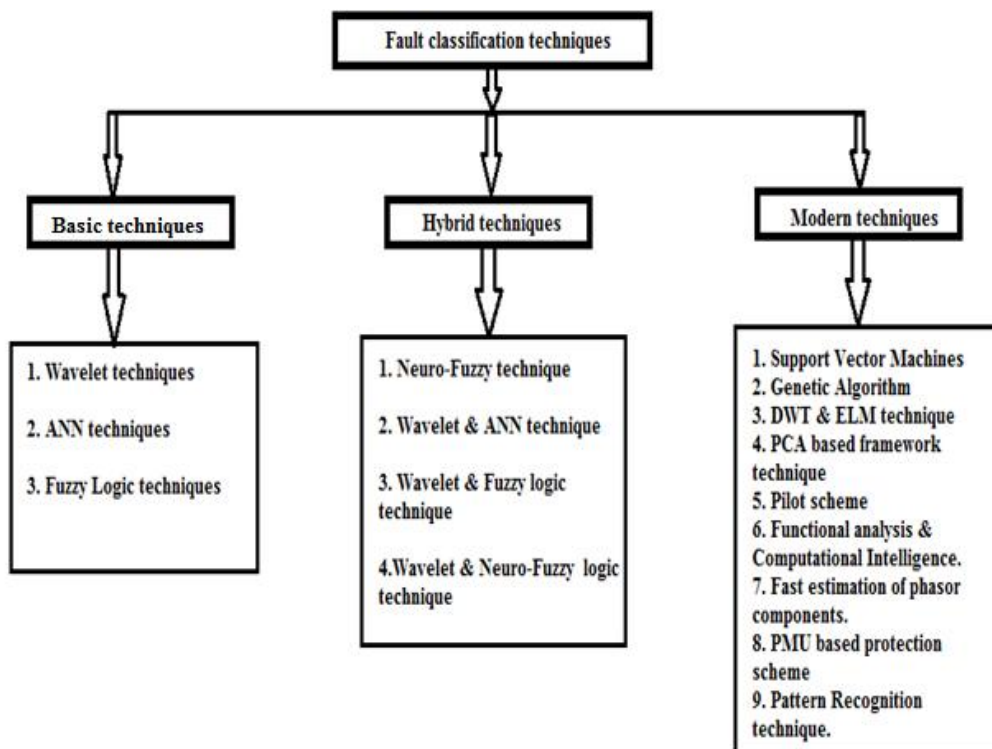 Fault classification techniques
Basic techniques
Hybrid techniques
Modern techniques
1. Wavelet techniques
2. ANN techniques
3. Fuzzy Logic techniques
1. Neuro-Fuzzy technique
2. Wavelet & ANN technique
3. Wavelet & Fuzzy logic
technique
4.Wavelet & Neuro-Fuzzy logic
technique
1. Support Vector Machines
2. Genetic Algorithm
3. DWT & ELM technique
4. PCA based framework
technique
5. Pilot scheme
6. Functional analysis &
Computational Intelligence.
7. Fast estimation of phasor
components.
8. PMU based protection
scheme
9. Pattern Recognition
technique.